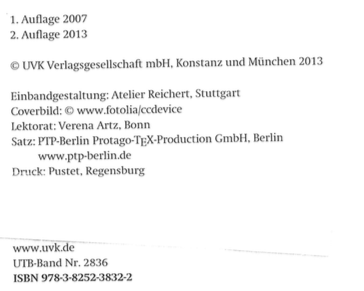 1. Auflage 2007
2. Auflage 2013
© UVK Verlagsgesellschaft mbH, Konstanz und München 2013
Einbandgestaltung: Atelier Reichert, Stuttgart
Coverbild: © www.fotolia/ccdevice
Lektorat: Verena Artz, Bonn
Satz: PTP-Berlin Protago-TEX-Production GmbH, Berlin
www.ptp-berlin.de
Druck: Pustet, Regensburg
www.uvk.de
UTB-Band Nr. 2836
ISBN 978-3-8252-3832-2